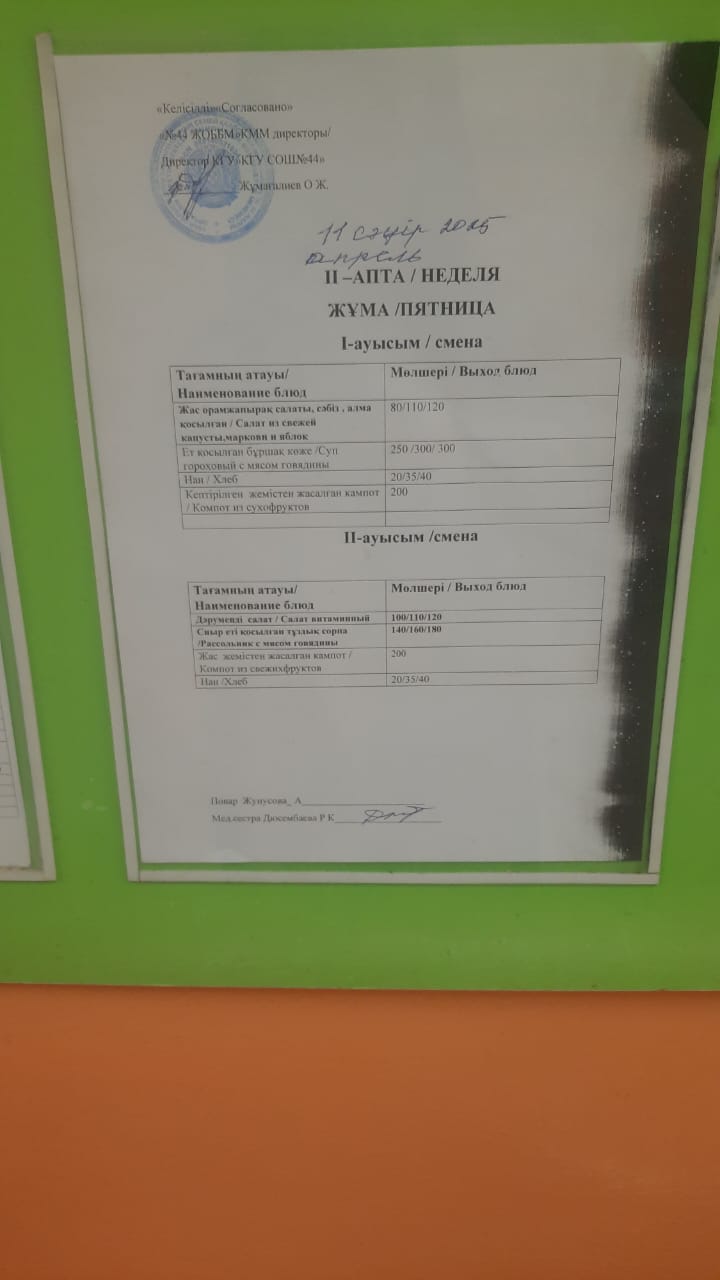 «Келісілді»«Согласовано»
«№44 ЖОББМ»КММ директоры/
Директор КГУ«КГУ СОШ№44»
Жұмағалиев О Ж.
11 сәуір 2025
апрель
II –АПТА / НЕДЕЛЯ
ЖҰМА /ПЯТНИЦА
I-ауысым / смена
Тағамның атауы/ Мөлшері / Выход блюд
Наименование блюд
Жас орамжапырақ салаты, сәбіз , алма 80/110/120
қосылған / Салат из свежей
капусты,маркови и яблок
Ет қосылған бұршақ көже /Суп 250 /300/ 300
гороховый с мясом говядины
Нан / Хлеб 20/35/40
Кептірілген жемістен жасалған кампот 200
/ Компот из сухофруктов
II-ауысым /смена
Тағамның атауы/ Мөлшері / Выход блюд
Наименование блюд
Дәруменді салат / Салат витаминный 100/110/120
Сиыр еті қосылған тұздық сорпа 140/160/180
/Рассольник с мясом говядины
Жас жемістен жасалған кампот / 200
Компот из свежихфруктов
Нан /Хлеб 20/35/40
Повар Жунусова_ А
Мед.сестра Дюсембаева Р К